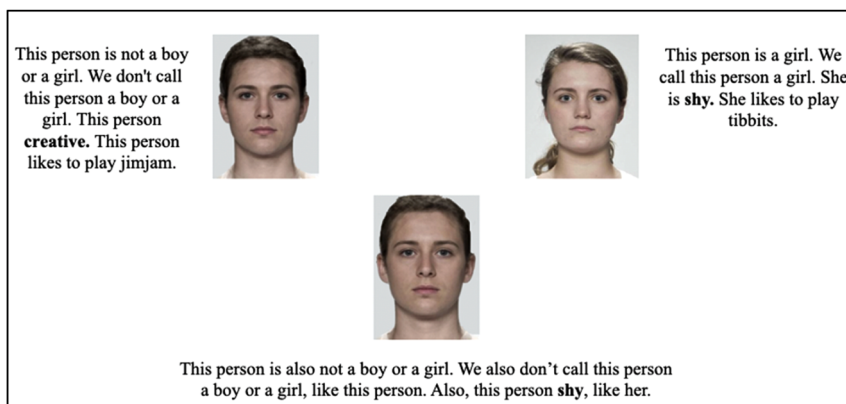 This person is not a boy
or a girl. We don't call
this person a boy or a
girl. This person
creative. This person
likes to play jimjam.
This person is a girl. We
call this person a girl. She
is shy. She likes to play
tibbits.
This person is also not a boy or a girl. We also don’t call this person
a boy or a girl, like this person. Also, this person shy, like her.